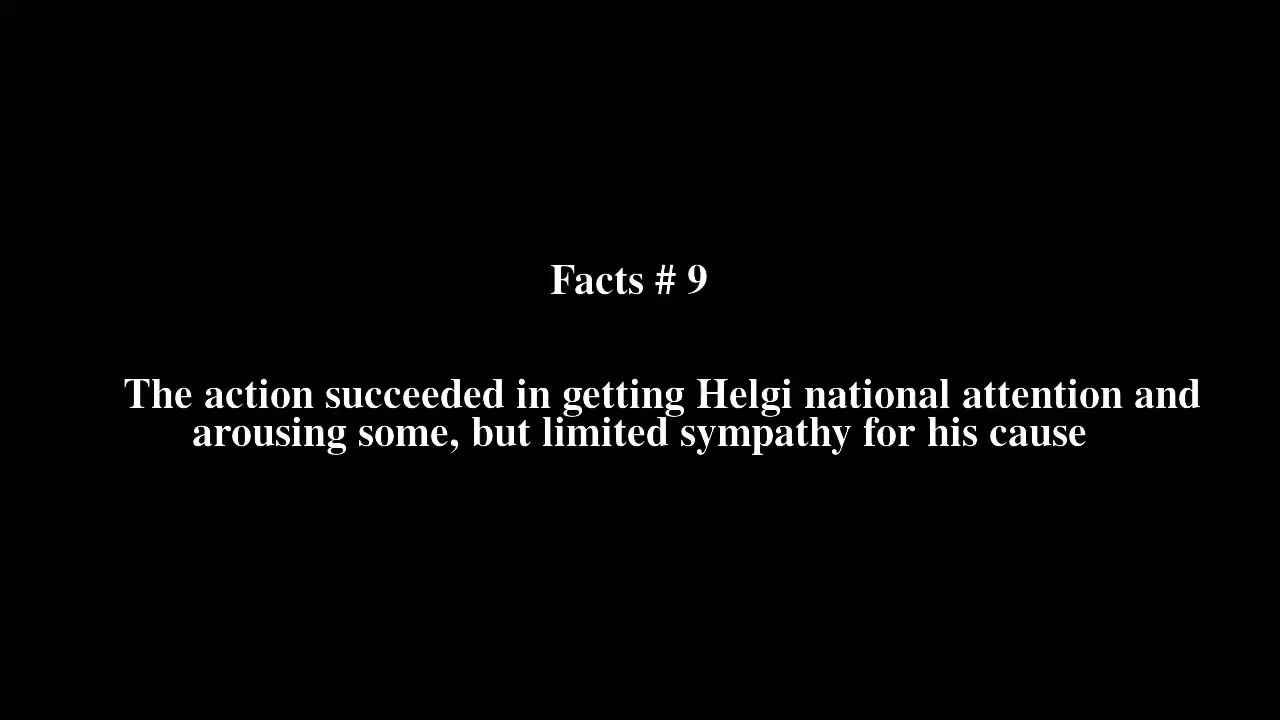 Facts # 9
The action succeeded in getting Helgi national attention and
arousing some, but limited sympathy for his cause